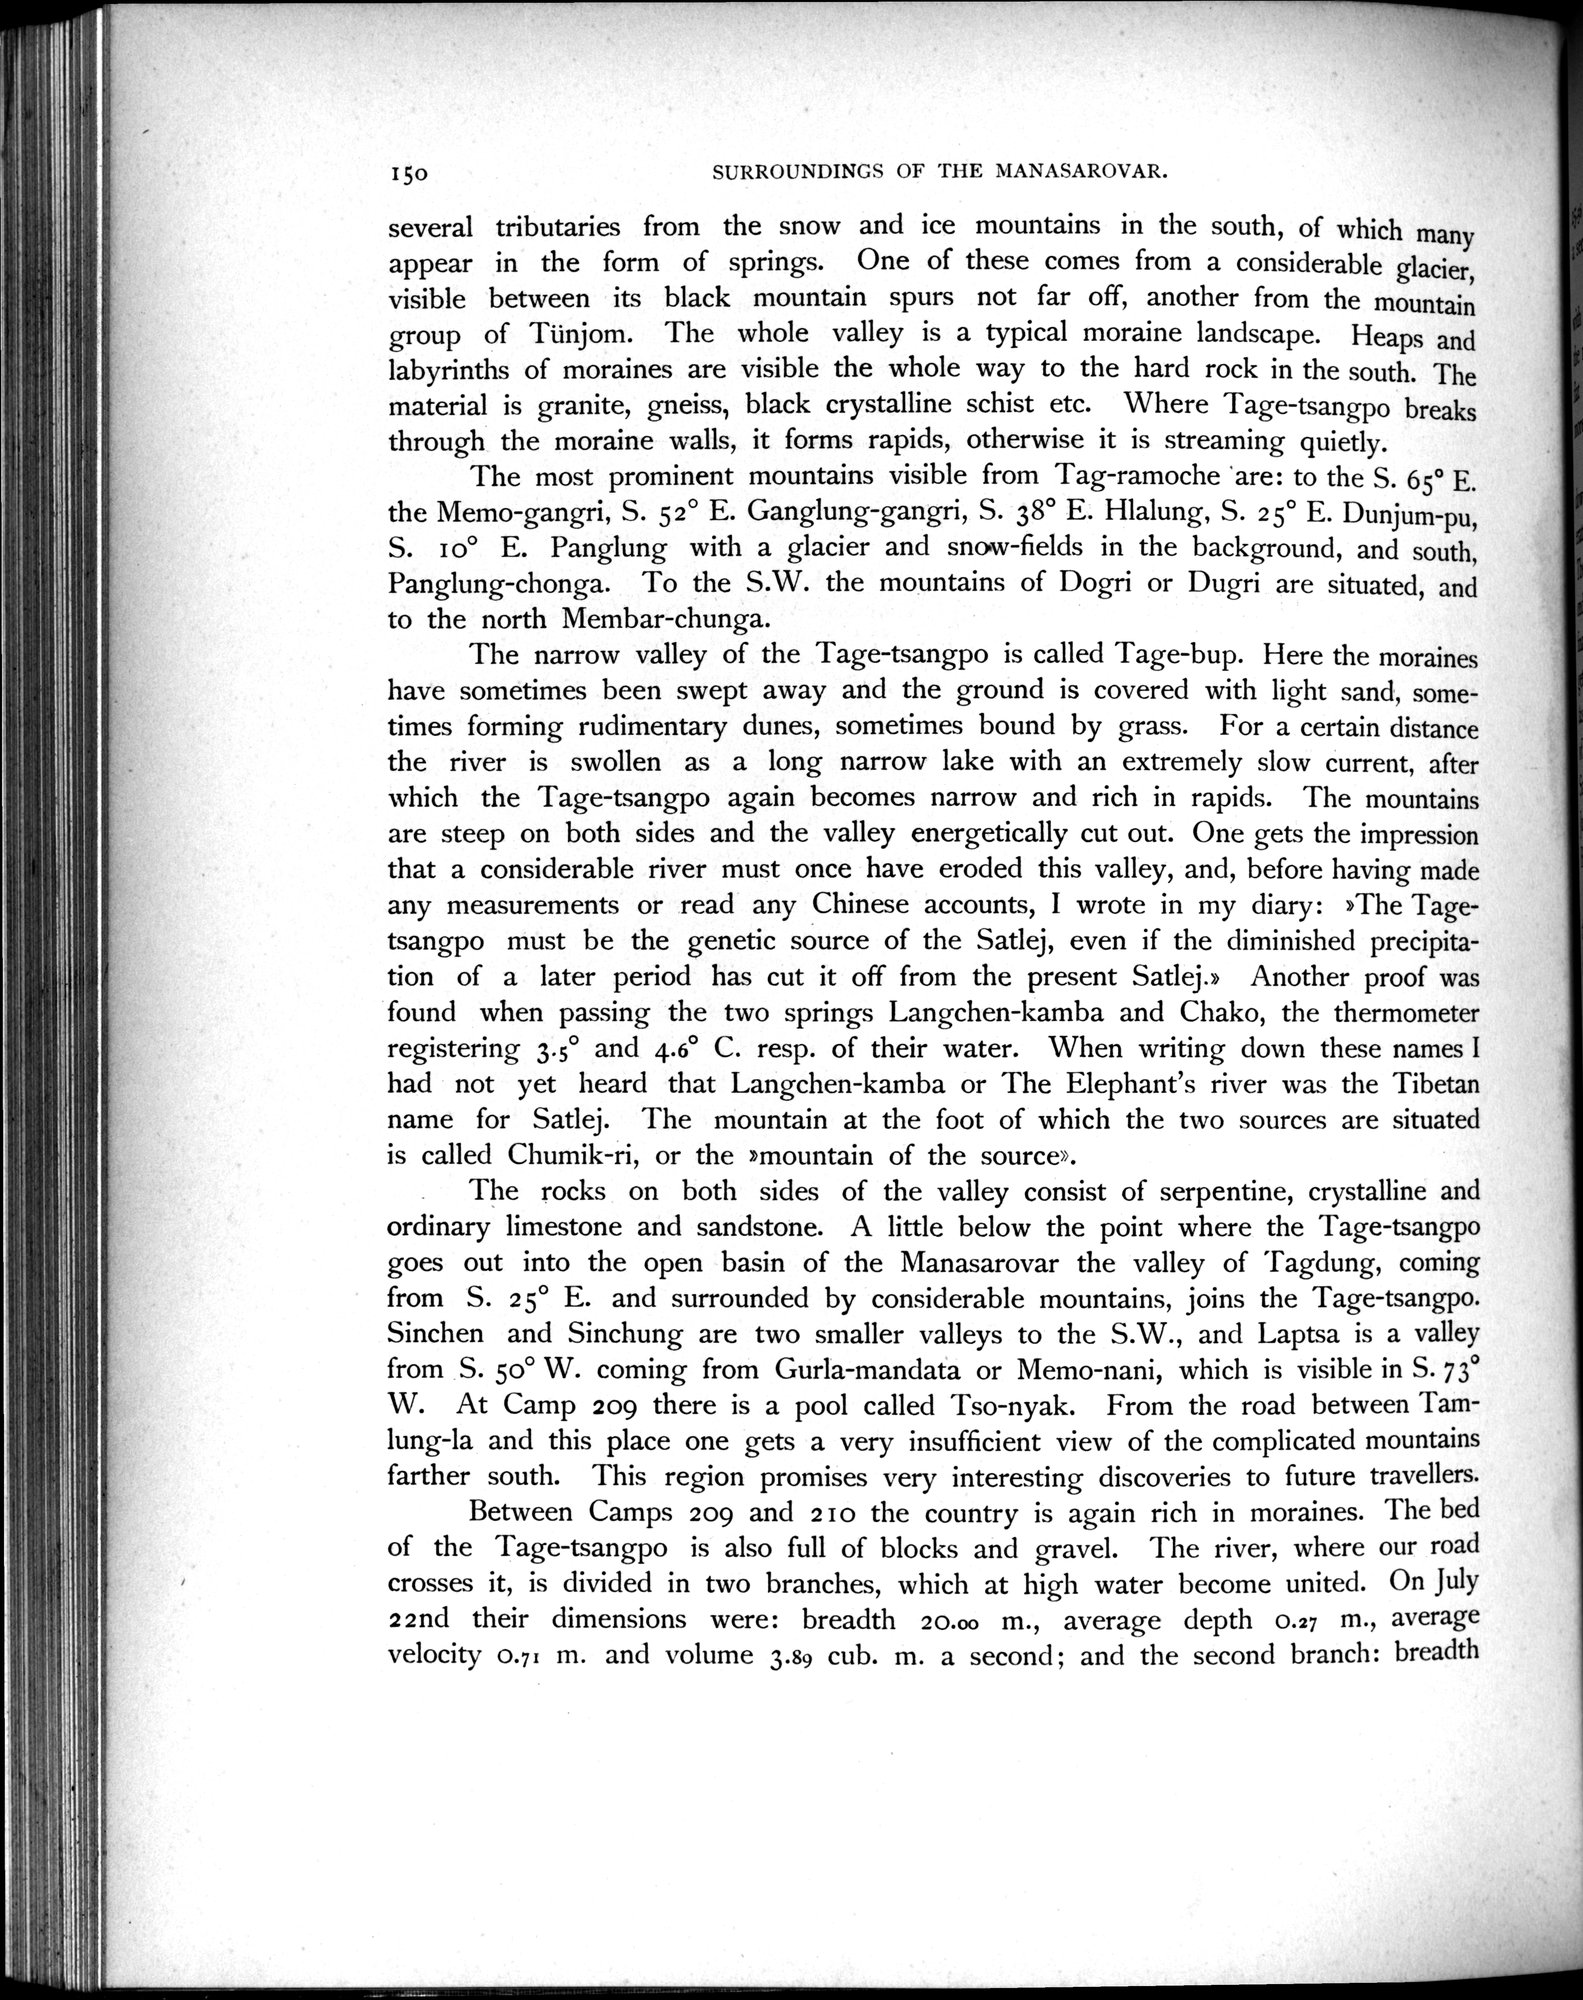 150 SURROUNDINGS OF THE MANASAROVAR.
several tributaries from the snow and ice mountains in the south, of which many
appear in the form of springs. One of these comes from a considerable glacier,
visible between its black mountain spurs not far off, another from the mountain
group of Tünjom. The whole valley is a typical moraine landscape. Heaps and
labyrinths of moraines are visible the whole way to the hard rock in the south. The
material is granite, gneiss, black crystalline schist etc. Where Tage-tsangpo breaks
through the moraine walls, it forms rapids, otherwise it is streaming quietly.
The most prominent mountains visible from Tag-ramoche are: to the S. 65° E.
the Memo-gangri, S. 52° E. Ganglung-gangri, S. 38° E. Hlalung, S. 25° E. Dunjum-pu,
S. 10° E. Panglung with a glacier and snow-fields in the background, and south,
Panglung-chonga. To the S.W. the mountains of Dogri or Dugri are situated, and
to the north Membar-chunga.
The narrow valley of the Tage-tsangpo is called Tage-bup. Here the moraines
have sometimes been swept away and the ground is covered with light sand, some-
times forming rudimentary dunes, sometimes bound by grass. For a certain distance
the river is swollen as a long narrow lake with an extremely slow current, after
which the Tage-tsangpo again becomes narrow and rich in rapids. The mountains
are steep on both sides and the valley energetically cut out. One gets the impression
that a considerable river must once have eroded this valley, and, before having made
any measurements or read any Chinese accounts, I wrote in my diary: »The Tage-
tsangpo must be the genetic source of the Satlej, even if the diminished precipita-
tion of a later period has cut it off from the present Satlej.» Another proof was
found when passing the two springs Langchen-kamba and Chako, the thermometer
registering 3.5° and 4.6° C. resp. of their water. When writing down these names I
had not yet heard that Langchen-kamba or The Elephant's river was the Tibetan
name for Satlej. The mountain at the foot of which the two sources are situated
is called Chumik-ri, or the »mountain of the source».
The rocks on both sides of the valley consist of serpentine, crystalline and
ordinary limestone and sandstone. A little below the point where the Tage-tsangpo
goes out into the open basin of the Manasarovar the valley of Tagdung, coming
from S. 25° E. and surrounded by considerable mountains, joins the Tage-tsangpo.
Sinchen and Sinchung are two smaller valleys to the S.W., and Laptsa is a valley
from S. 50° W. coming from Gurla-mandata or Memo-nani, which is visible in S. 73°
W. At Camp 209 there is a pool called Tso-nyak. From the road between Tam-
lung-la and this place one gets a very insufficient view of the complicated mountains
farther south. This region promises very interesting discoveries to future travellers.
Between Camps 209 and 210 the country is again rich in moraines. The bed
of the Tage-tsangpo is also full of blocks and gravel. The river, where our road
crosses it, is divided in two branches, which at high water become united. On July
22nd their dimensions were: breadth 20.00 m., average depth 0.27 m., average
velocity 0.71 m. and volume 3.89 cub. m. a second; and the second branch: breadth